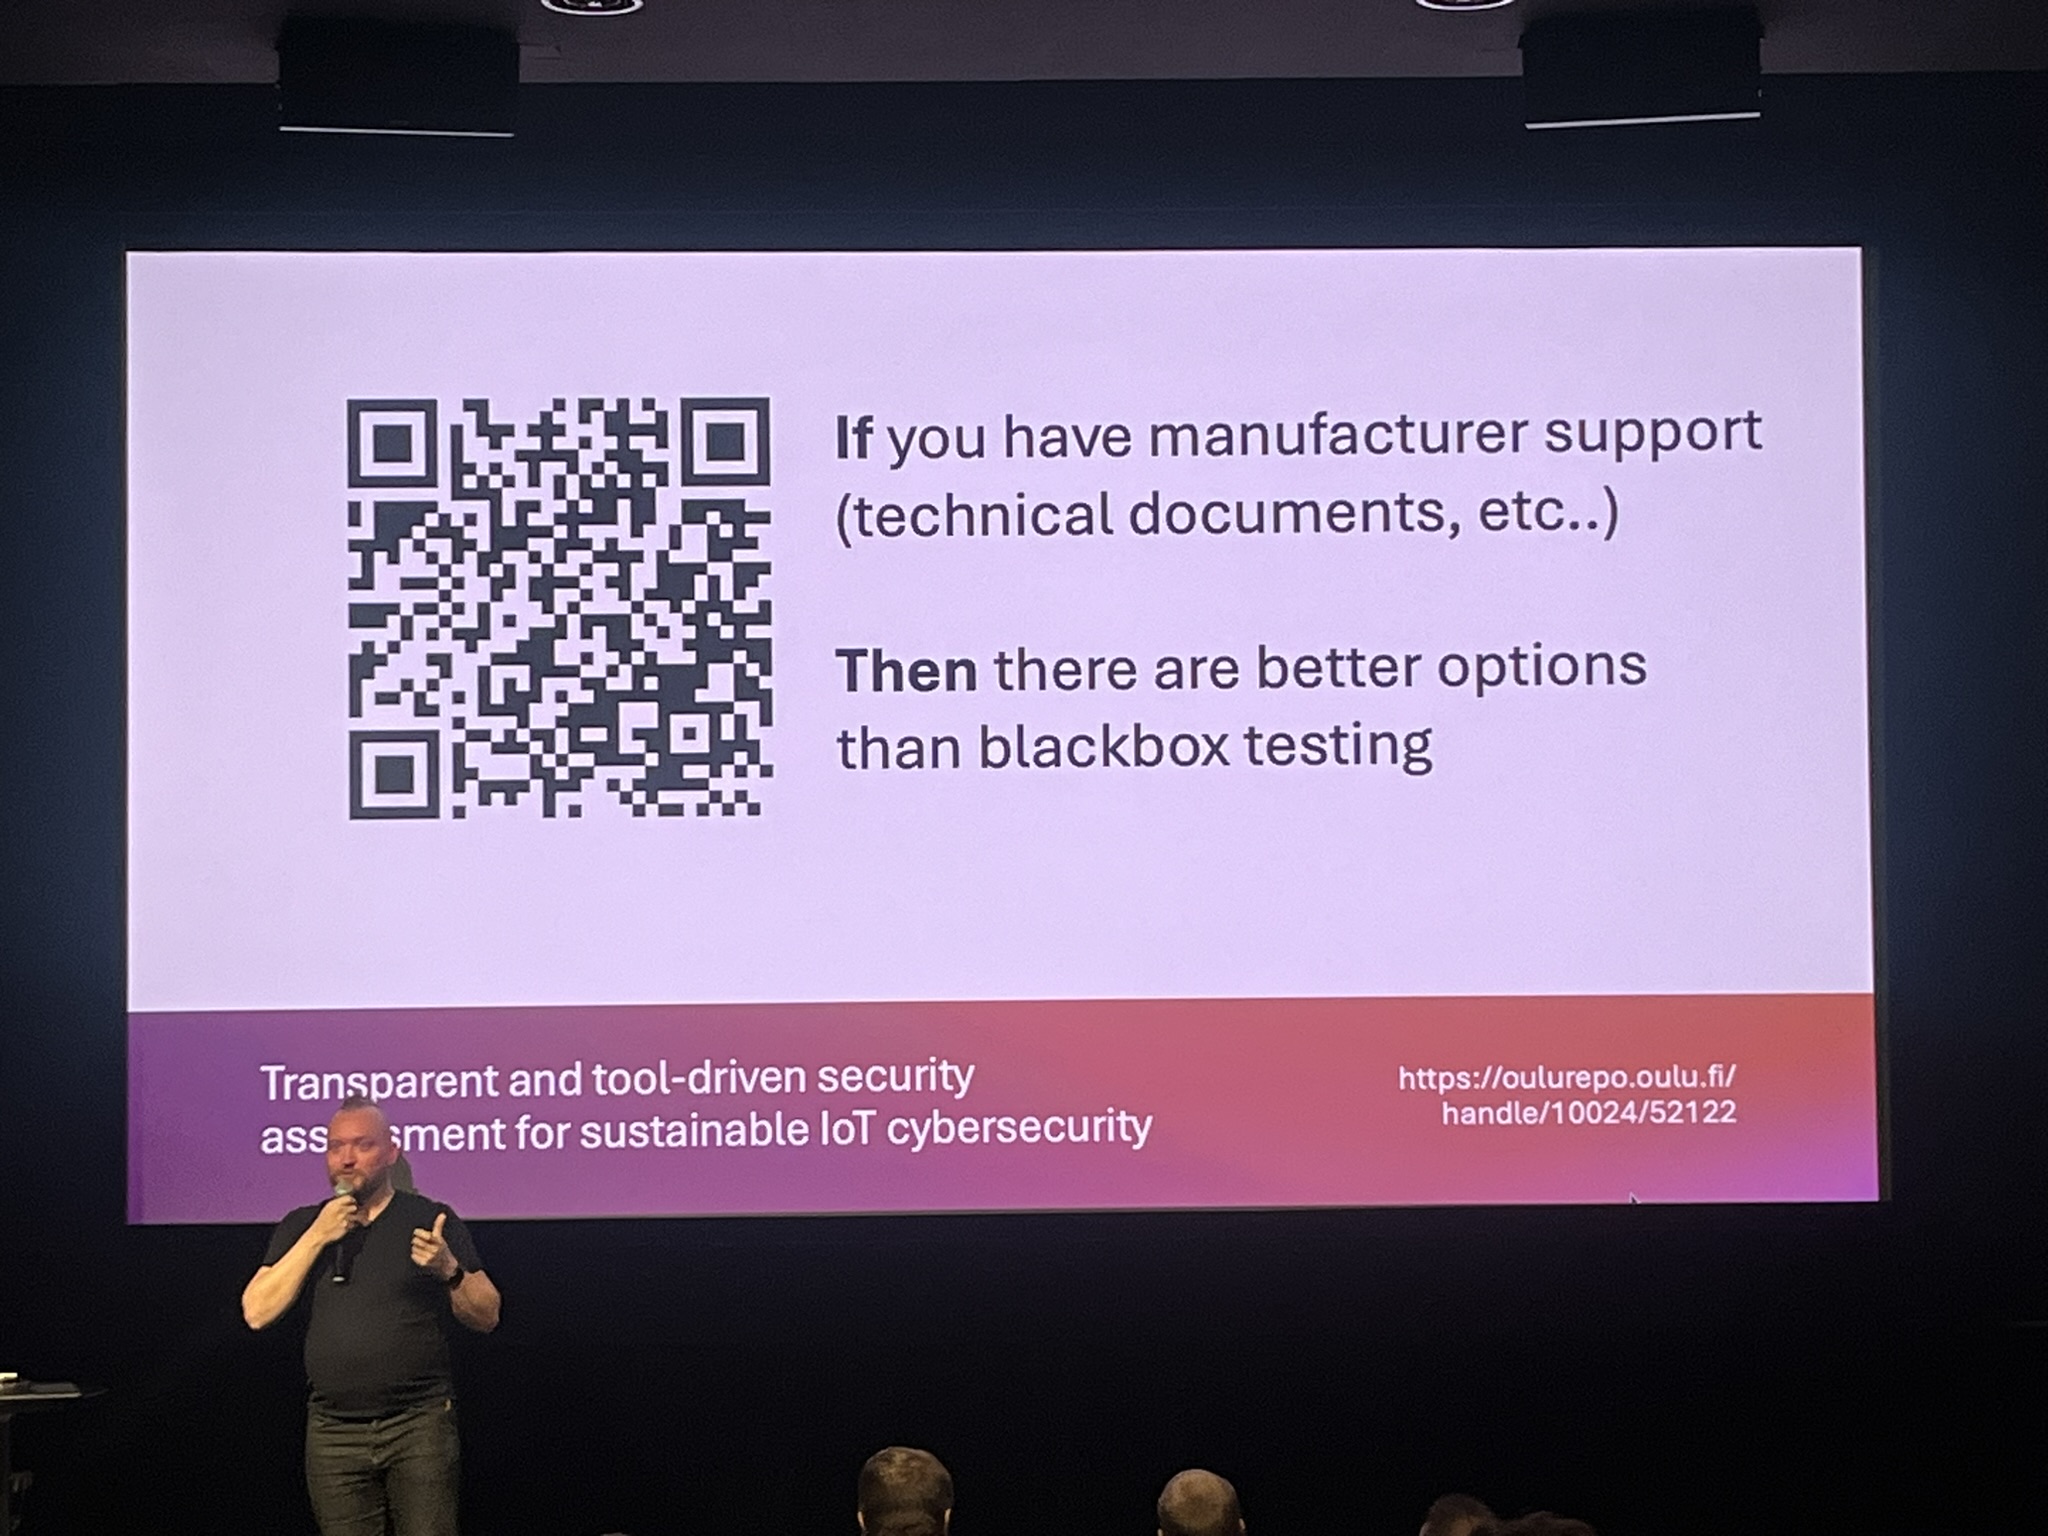 If you have manufacturer support
(technical documents, etc..)
Then there are better options
than blackbox testing
Transparent and tool-driven security
assessment for sustainable IoT cybersecurity
https://oulurepo.oulu.fi/
handle/10024/52122